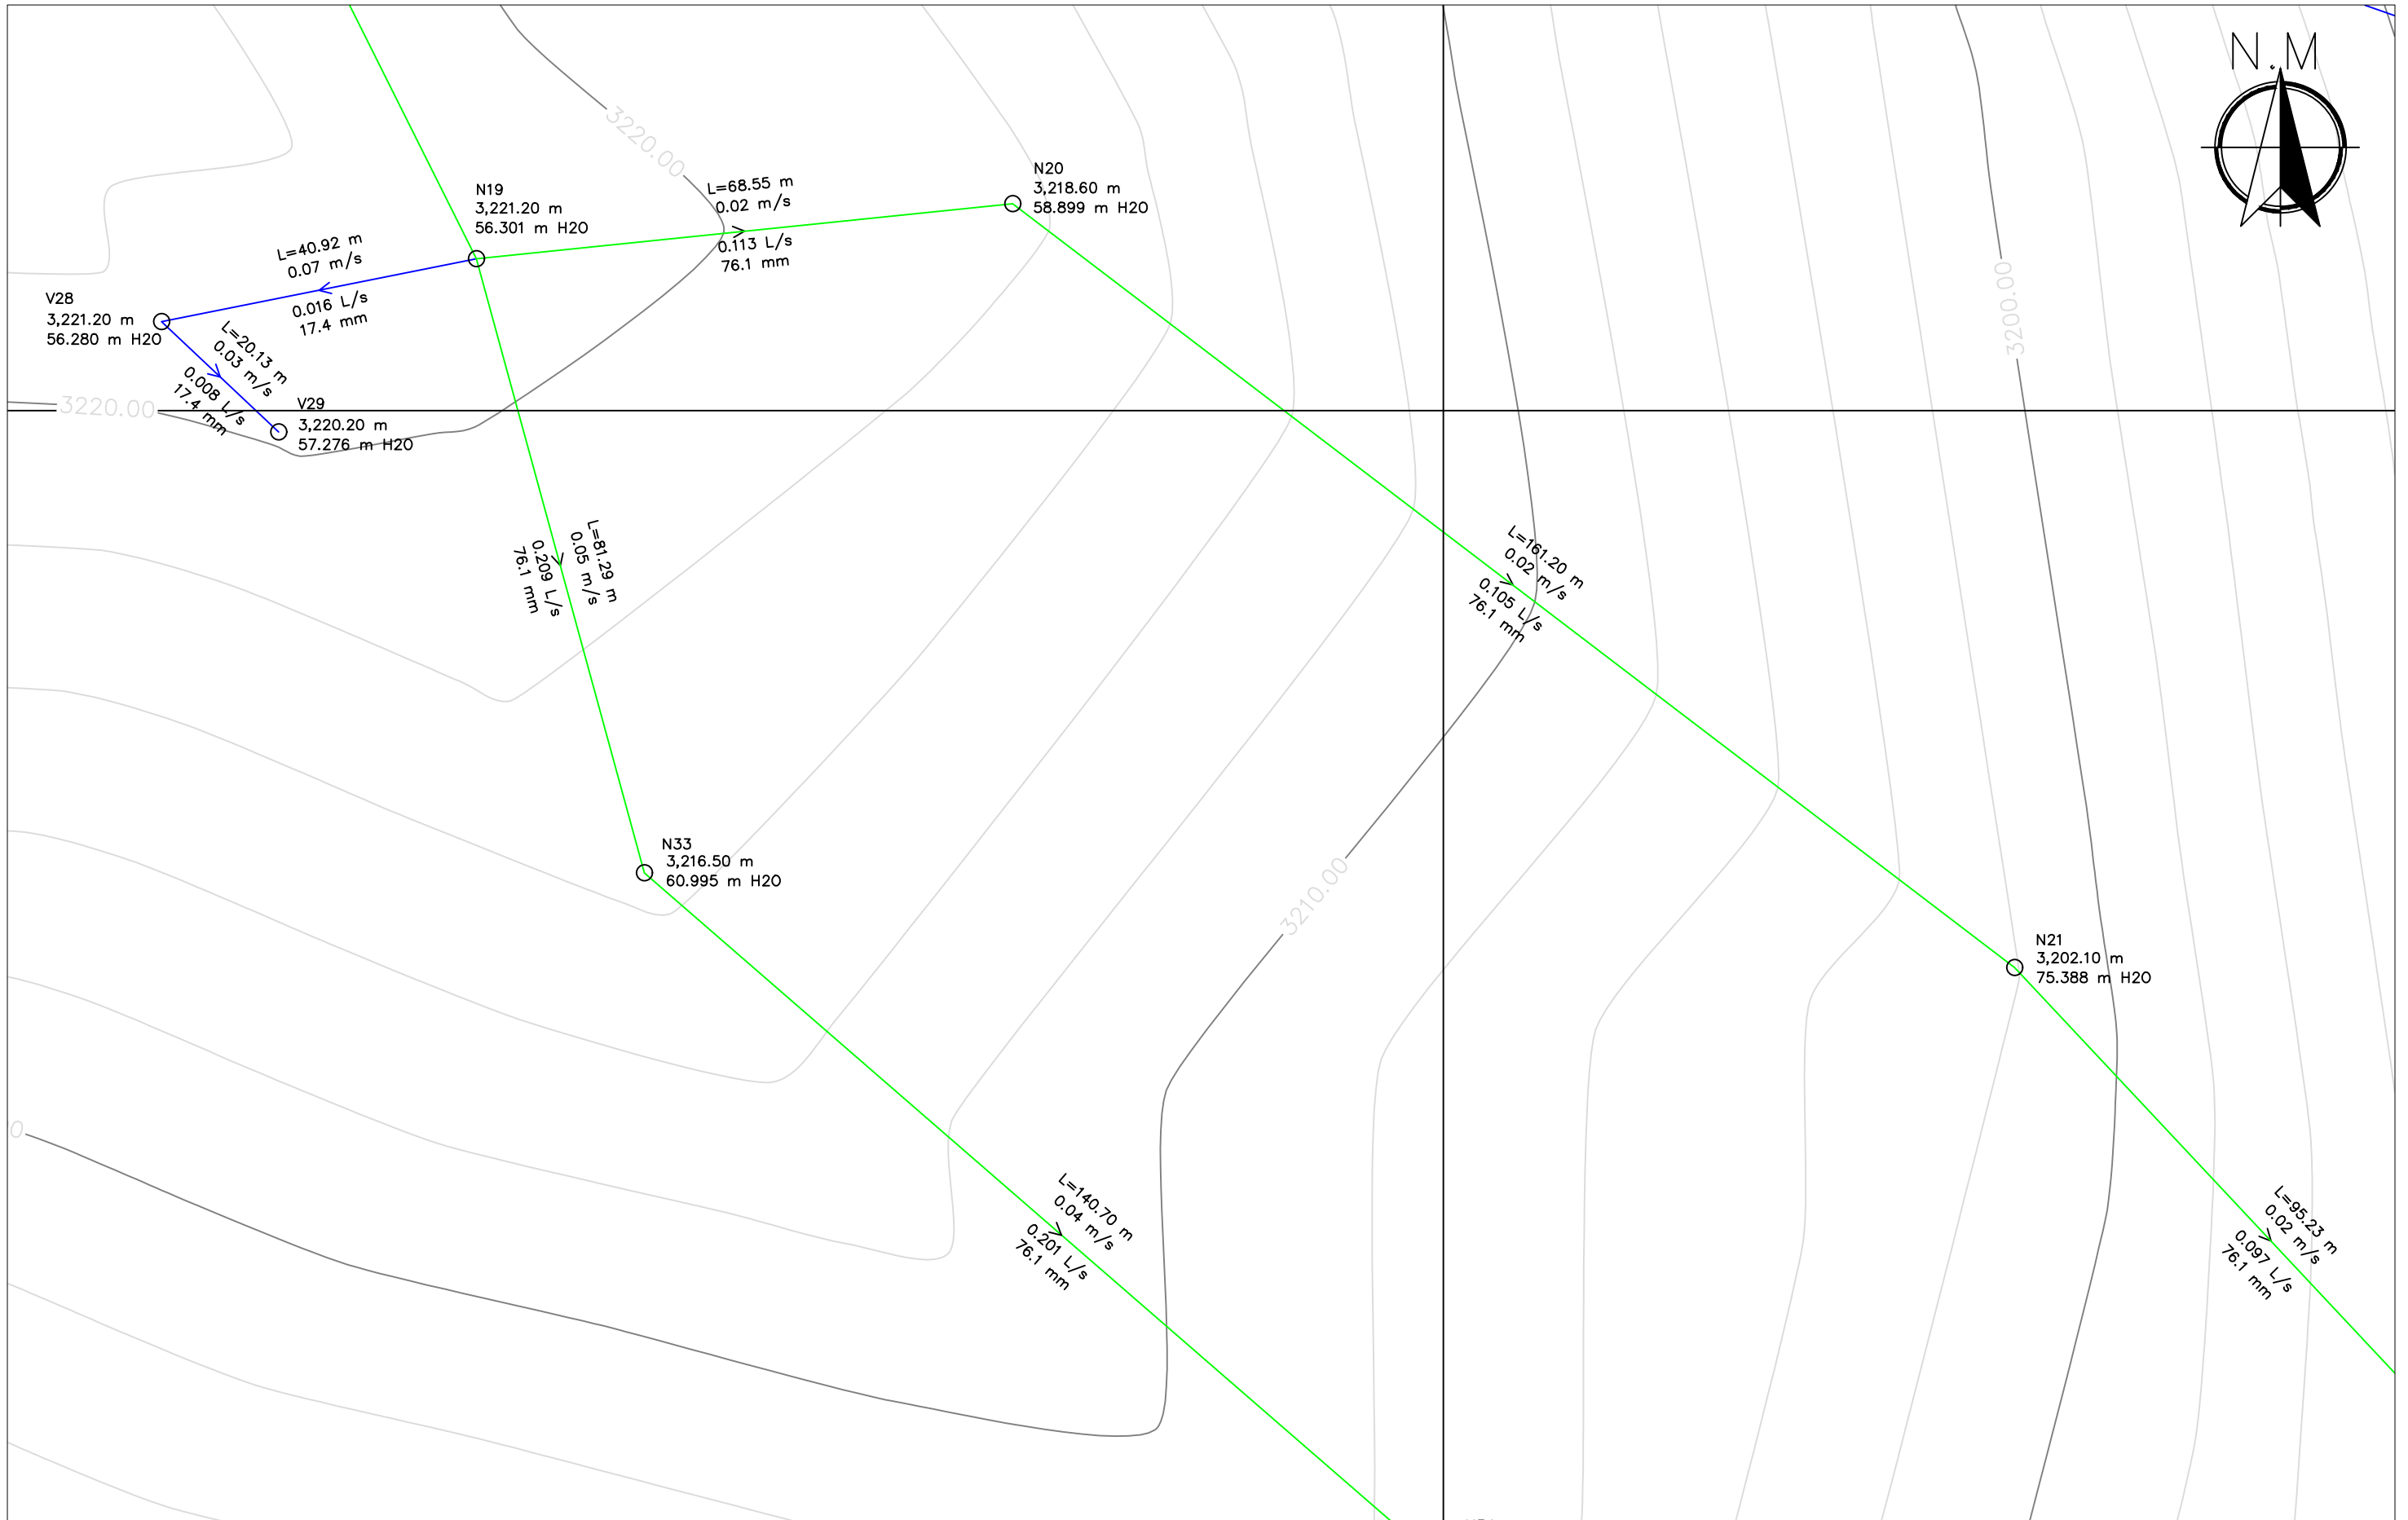 N.M
3220.00
N20
3,218.60 m
58.899 m H2O
L=68.55 m
0.02 m/s
0.113 L/s
76.1 mm
N19
3,221.20 m
56.301 m H2O
L=40.92 m
0.07 m/s
0.016 L/s
17.4 mm
V28
3,221.20 m
56.280 m H2O
L=20.13 m
0.03 m/s
0.008 L/s
17.4 mm
3200.00
3220.00
V29
3,220.20 m
57.276 m H2O
L=81.29 m
0.05 m/s
0.209 L/s
76.1 mm
L=161.20 m
0.02 m/s
0.105 L/s
76.1 mm
N33
3,216.50 m
60.995 m H2O
3210.00
N21
3,202.10 m
75.388 m H2O
0
L=140.70 m
0.04 m/s
0.201 L/s
76.1 mm
L=95.23 m
0.02 m/s
0.097 L/s
76.1 mm